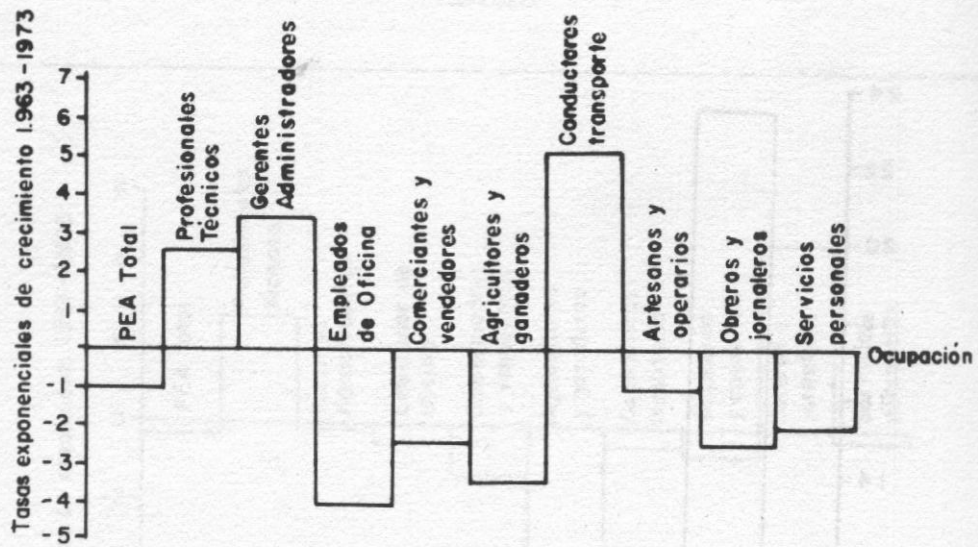 Tasas exponenciales de crecimiento 1.963-1973
7
6
5
4
3
2
1
-1
-2
-3
-4
-5
PEA Total
Profesionales
Técnicos
Gerentes
Administradores
Empleados
de Oficina
Comerciantes y
vendedores
Agricultores y
ganaderos
Conductores
transporte
Artesanos y
operarios
Obreros y
jornaleros
Servicios
personales
Ocupación